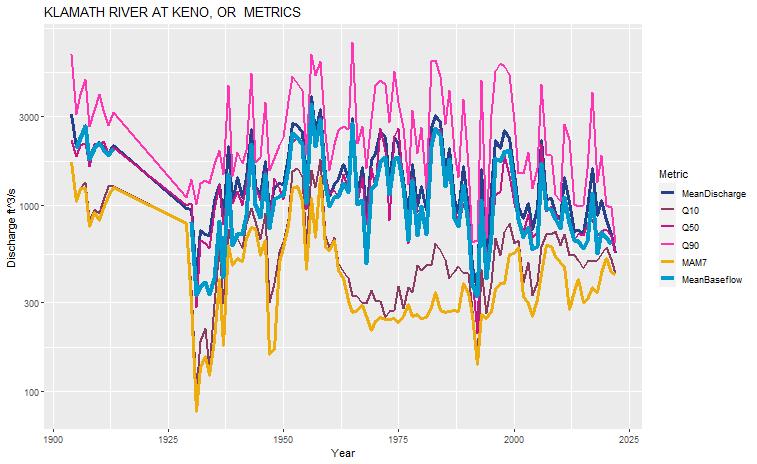 KLAMATH RIVER AT KENO, OR  METRICS
Discharge ft^3/s
3000
1000
300
100
1900
1925
1950
1975
2000
2025
Year
Metric
MeanDischarge
Q10
Q50
Q90
MAM7
MeanBaseflow